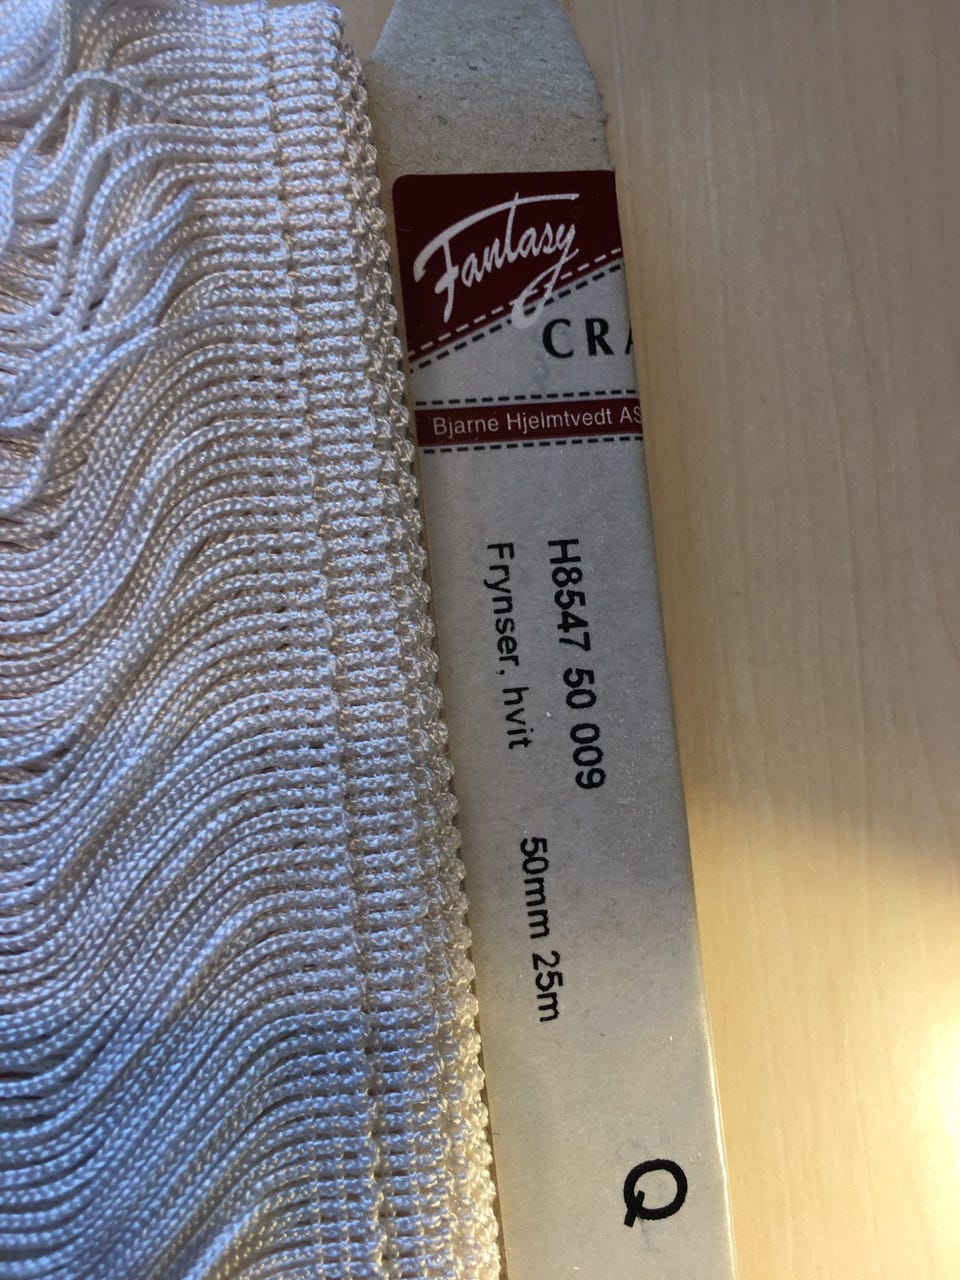 Fantasy
CRA
Bjarne Hjelmtvedt AS
H8547 50 009
Frynser, hvit 50mm 25m
Q